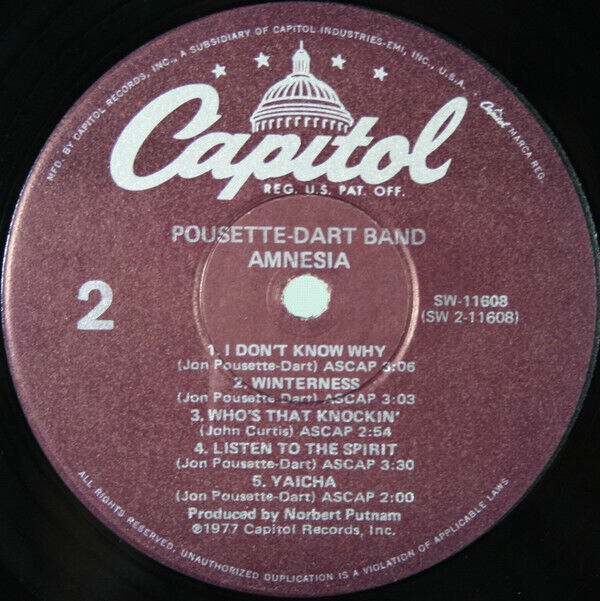 MFD. BY CAPITOL RECORDS, INC., A SUBSIDIARY OF CAPITOL INDUSTRIES-EMI, INC., U.S.A.
Capitol MARCA REG.
Capitol
REG. U.S. PAT. OFF.
POUSETTE-DART BAND
AMNESIA
2
SW-11608
(SW 2-11608)
1. I DON'T KNOW WHY
(Jon Pousette-Dart) ASCAP 3:06
2. WINTERNESS
(Jon Pousette-Dart) ASCAP 3:03
3. WHO'S THAT KNOCKIN'
(John Curtis) ASCAP 2:54
4. LISTEN TO THE SPIRIT
(Jon Pousette-Dart) ASCAP 3:30
5. YAICHA
(Jon Pousette-Dart) ASCAP 2:00
Produced by Norbert Putnam
℗1977 Capitol Records, Inc.
ALL RIGHTS RESERVED. UNAUTHORIZED DUPLICATION IS A VIOLATION OF APPLICABLE LAWS